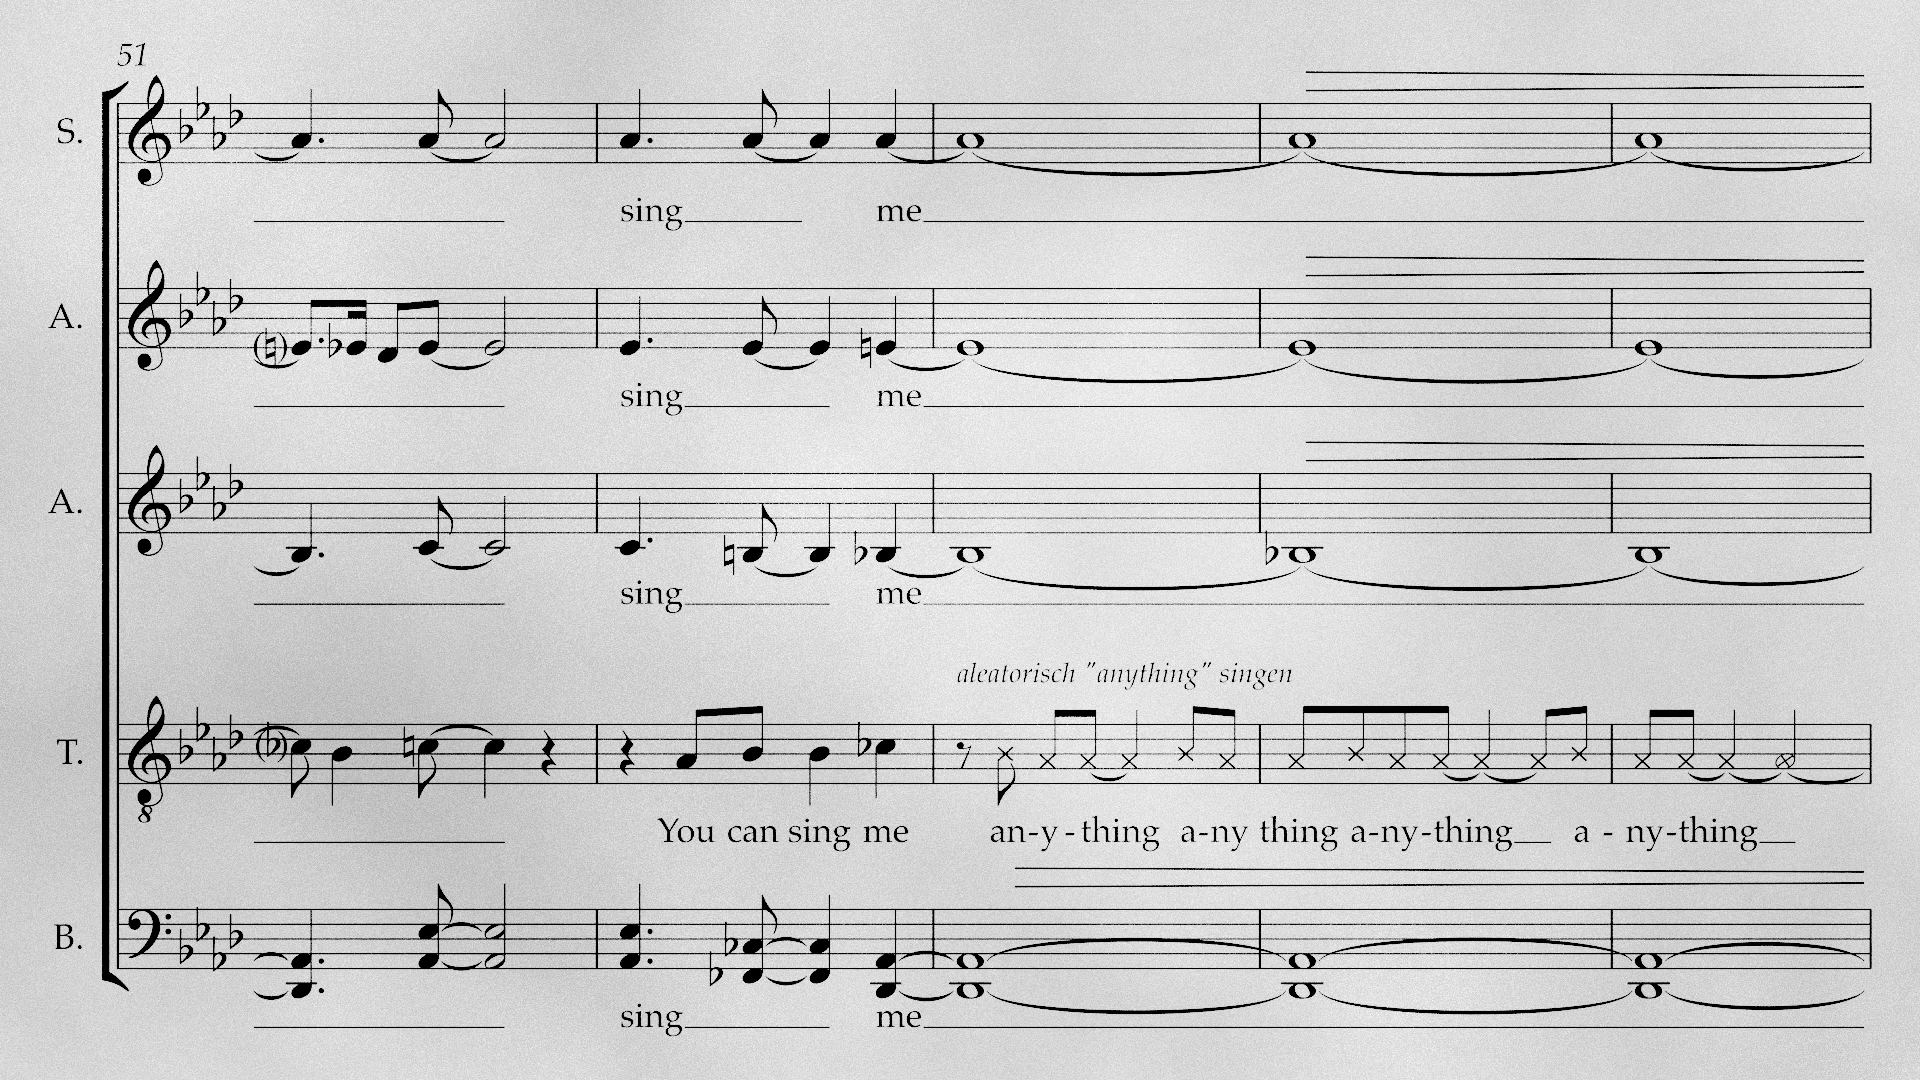 51
S.
sing me
A.
sing me
A.
sing me
aleatorisch "anything" singen
T.
8
You can sing me an-y-thing a-ny thing a-ny-thing a - ny-thing
B.
sing me